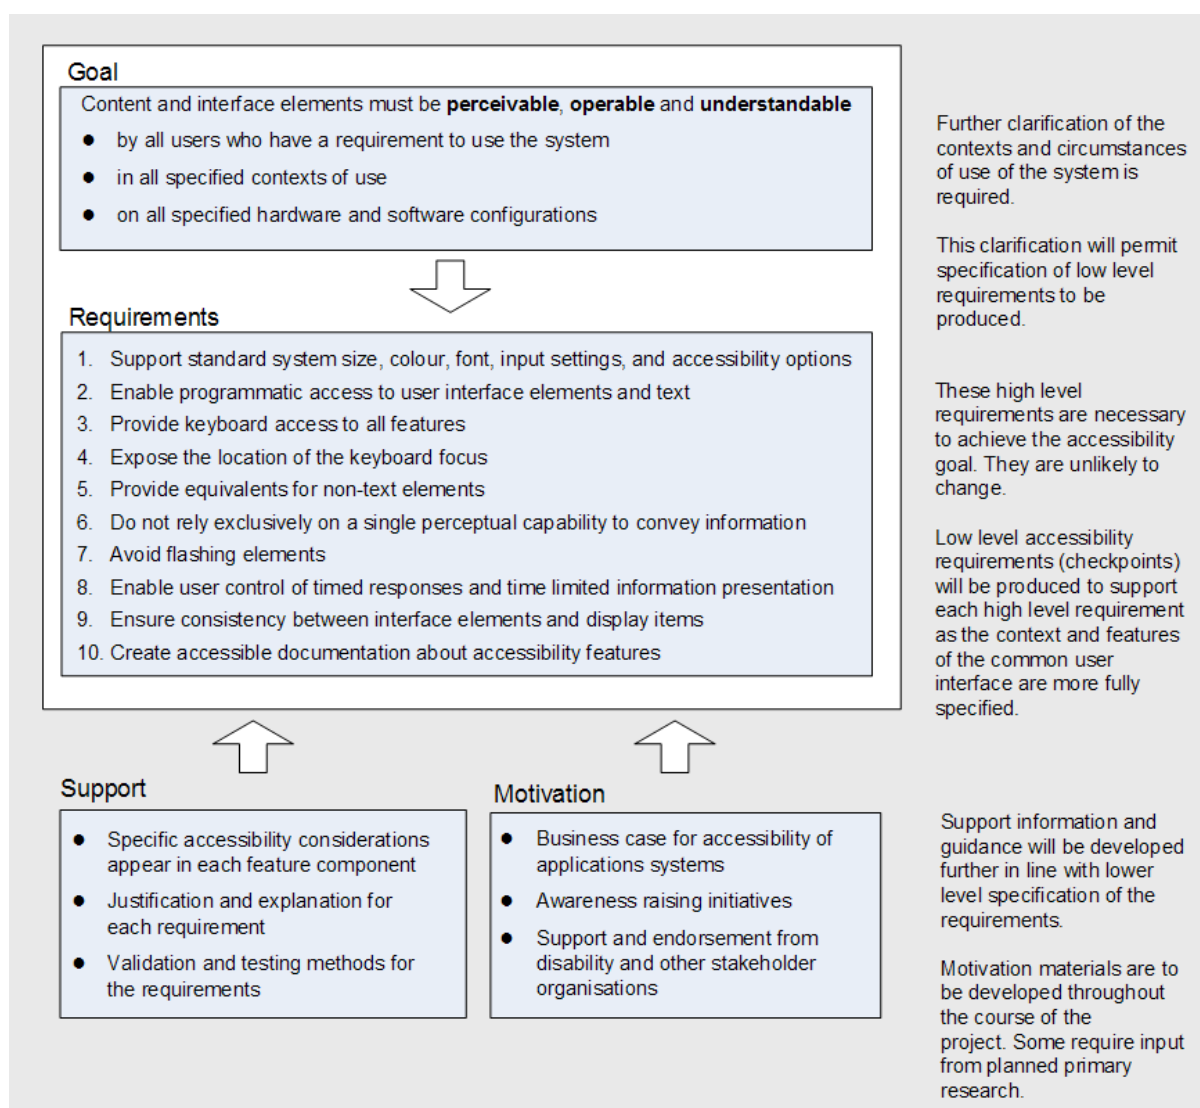 Goal
Content and interface elements must be perceivable, operable and understandable
● by all users who have a requirement to use the system
● in all specified contexts of use
● on all specified hardware and software configurations
Requirements
1. Support standard system size, colour, font, input settings, and accessibility options
2. Enable programmatic access to user interface elements and text
3. Provide keyboard access to all features
4. Expose the location of the keyboard focus
5. Provide equivalents for non-text elements
6. Do not rely exclusively on a single perceptual capability to convey information
7. Avoid flashing elements
8. Enable user control of timed responses and time limited information presentation
9. Ensure consistency between interface elements and display items
10. Create accessible documentation about accessibility features
Support
● Specific accessibility considerations
appear in each feature component
● Justification and explanation for
each requirement
● Validation and testing methods for
the requirements
Motivation
● Business case for accessibility of
applications systems
● Awareness raising initiatives
● Support and endorsement from
disability and other stakeholder
organisations
Further clarification of the
contexts and circumstances
of use of the system is
required.
This clarification will permit
specification of low level
requirements to be
produced.
These high level
requirements are necessary
to achieve the accessibility
goal. They are unlikely to
change.
Low level accessibility
requirements (checkpoints)
will be produced to support
each high level requirement
as the context and features
of the common user
interface are more fully
specified.
Support information and
guidance will be developed
further in line with lower
level specification of the
requirements.
Motivation materials are to
be developed throughout
the course of the
project. Some require input
from planned primary
research.